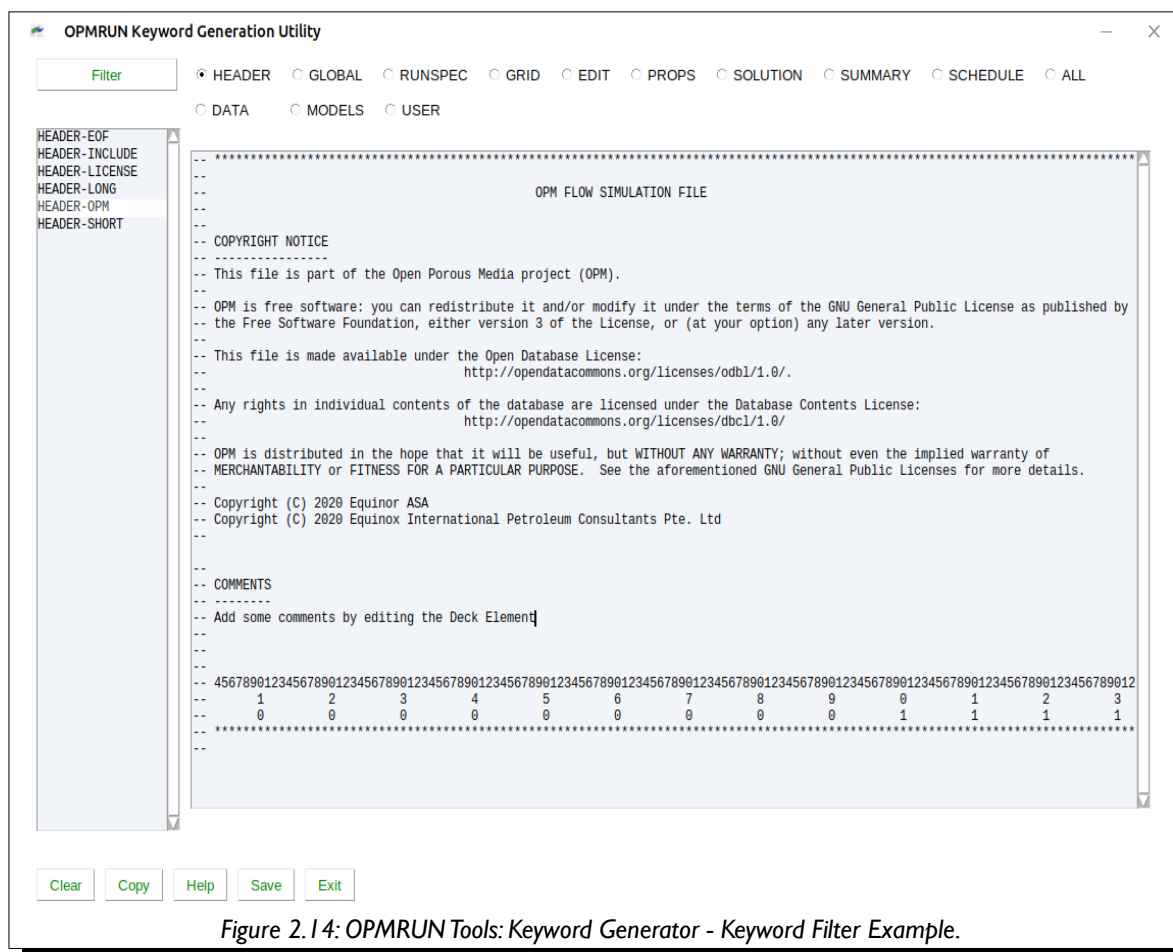 OPMRUN Keyword Generation Utility
Filter
HEADER GLOBAL RUNSPEC GRID EDIT PROPS SOLUTION SUMMARY SCHEDULE ALL
DATA MODELS USER
HEADER-EOF
HEADER-INCLUDE
HEADER-LICENSE
HEADER-LONG
HEADER-OPM
HEADER-SHORT
-- *********************************************************************************************************************************
--
-- OPM FLOW SIMULATION FILE
--
--
-- COPYRIGHT NOTICE
-- ----------------
-- This file is part of the Open Porous Media project (OPM).
--
-- OPM is free software: you can redistribute it and/or modify it under the terms of the GNU General Public License as published by
-- the Free Software Foundation, either version 3 of the License, or (at your option) any later version.
--
-- This file is made available under the Open Database License:
-- http://opendatacommons.org/licenses/odbl/1.0/.
--
-- Any rights in individual contents of the database are licensed under the Database Contents License:
-- http://opendatacommons.org/licenses/dbcl/1.0/
--
-- OPM is distributed in the hope that it will be useful, but WITHOUT ANY WARRANTY; without even the implied warranty of
-- MERCHANTABILITY or FITNESS FOR A PARTICULAR PURPOSE.  See the aforementioned GNU General Public Licenses for more details.
--
-- Copyright (C) 2020 Equinor ASA
-- Copyright (C) 2020 Equinox International Petroleum Consultants Pte. Ltd
--
--
-- COMMENTS
-- --------
-- Add some comments by editing the Deck Element
--
--
--
-- 456789012345678901234567890123456789012345678901234567890123456789012345678901234567890123456789012345678901234567890123456789012
-- 1 2 3 4 5 6 7 8 9 0 1 2 3
-- 0 0 0 0 0 0 0 0 0 1 1 1 1
-- *********************************************************************************************************************************
--
Clear Copy Help Save Exit
Figure 2.14: OPMRUN Tools: Keyword Generator - Keyword Filter Example.